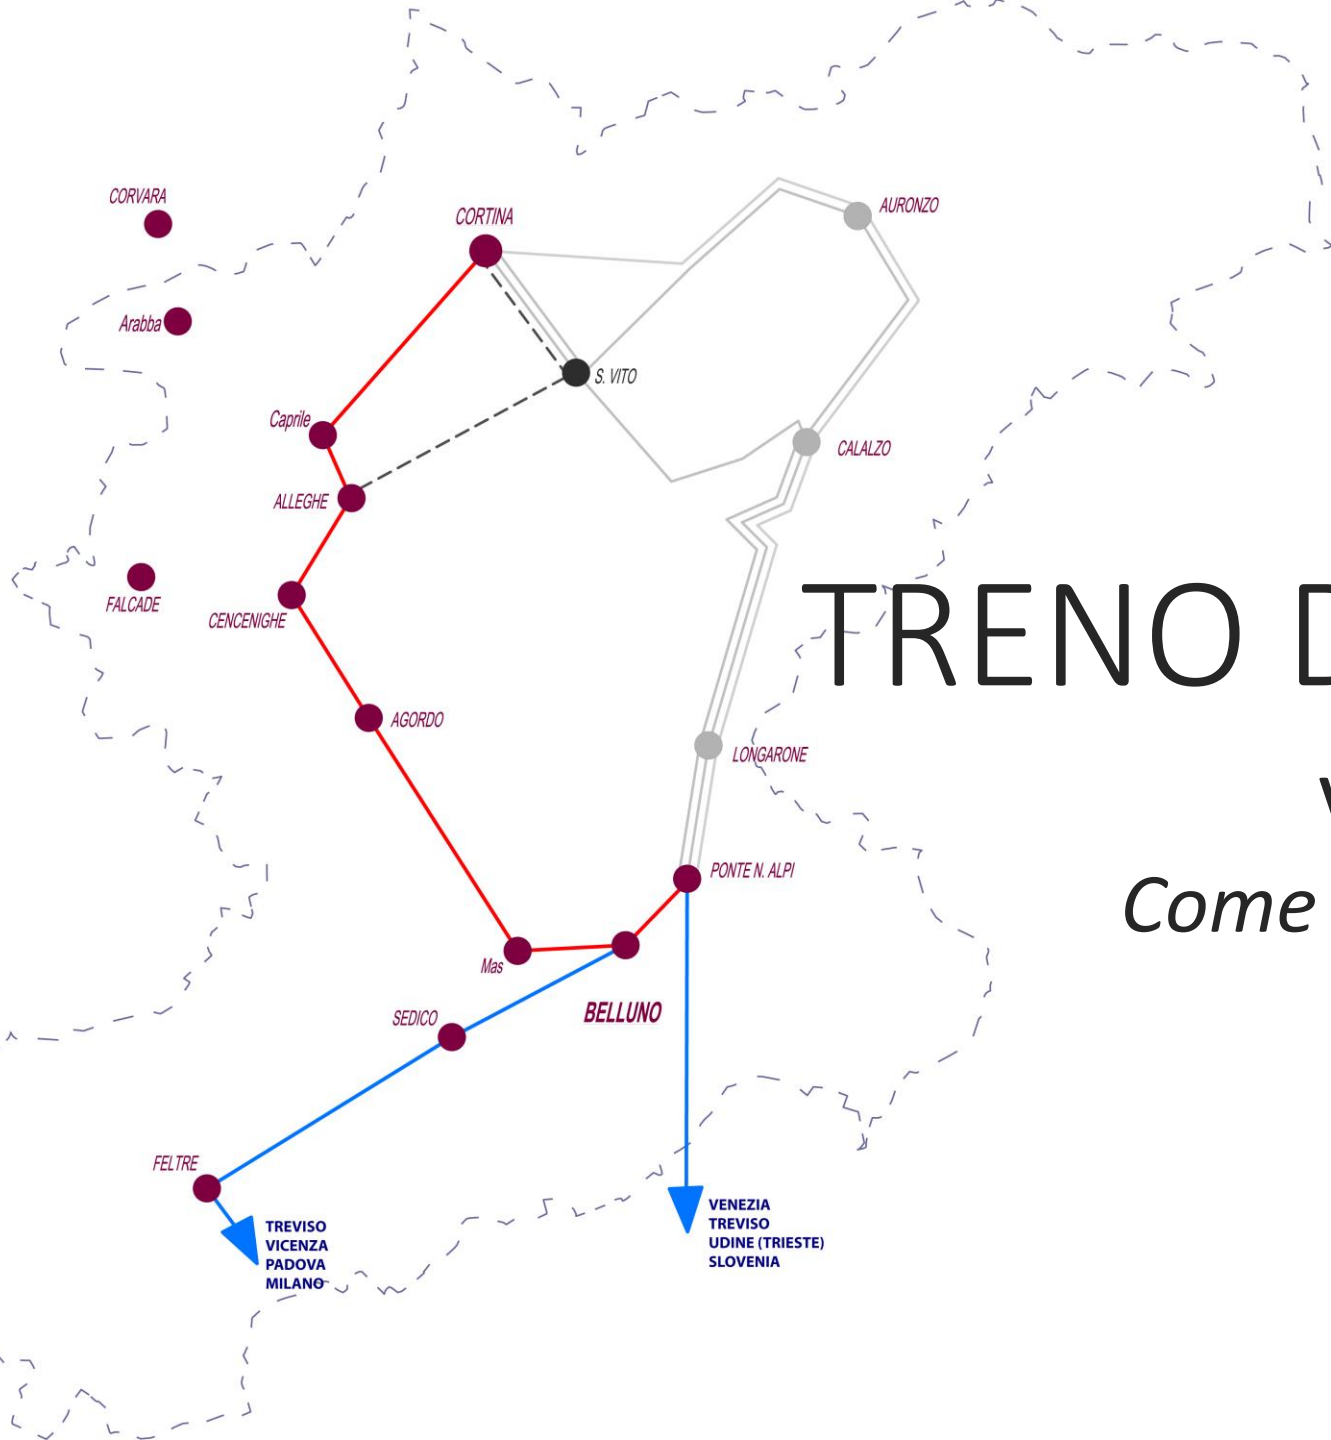 CORVARA
CORTINA
AURONZO
Arabba
S. VITO
Caprile
CALALZO
ALLEGHE
FALCADE
CENCENIGHE
TRENO D
AGORDO
LONGARONE
PONTE N. ALPI
Come
Mas
BELLUNO
SEDICO
FELTRE
VENEZIA
TREVISO
UDINE (TRIESTE)
SLOVENIA
TREVISO
VICENZA
PADOVA
MILANO